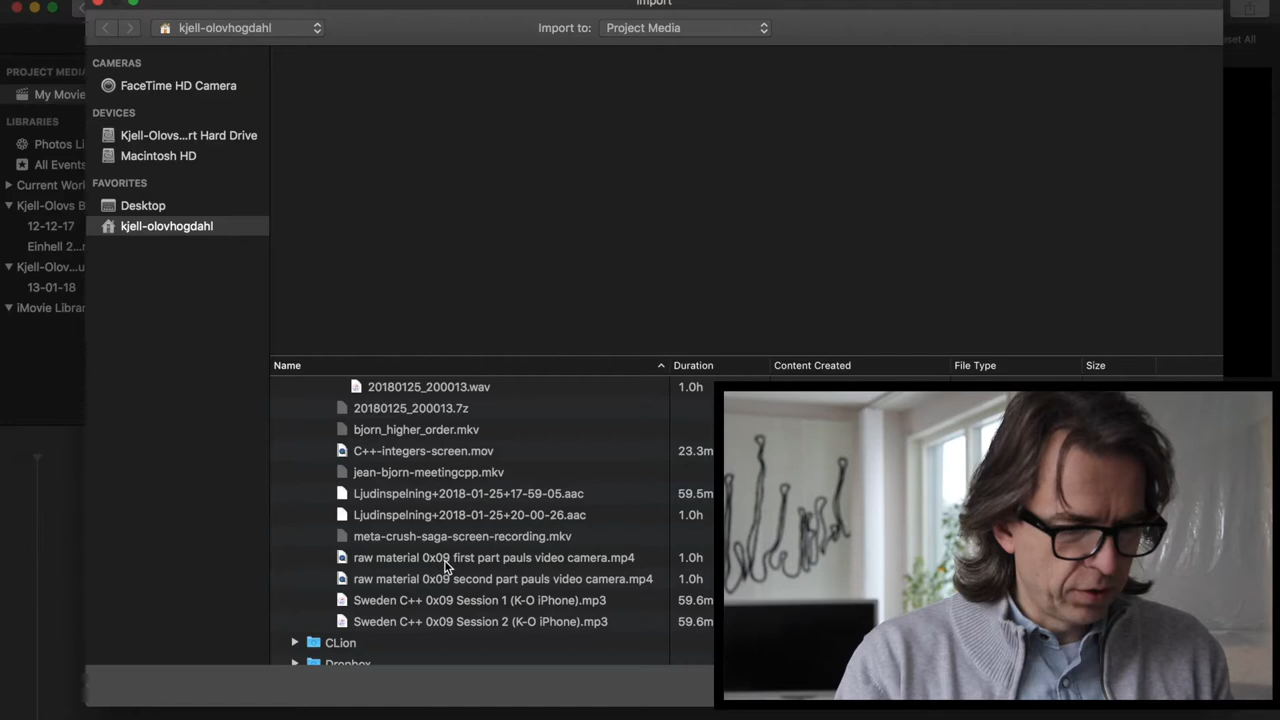 Import
kjell-olovhogdahl
Import to:
Project Media
eset All
PROJECT MEDIA
My Movie
LIBRARIES
Photos Li
All Events
Current Work
Kjell-Olovs B
12-12-17
Einhell 2...
Kjell-Olov...u
13-01-18
iMovie Library
CAMERAS
FaceTime HD Camera
DEVICES
Kjell-Olovs...rt Hard Drive
Macintosh HD
FAVORITES
Desktop
kjell-olovhogdahl
Name Duration Content Created File Type Size
20180125_200013.wav 1.0h
20180125_200013.7z
bjorn_higher_order.mkv
C++-integers-screen.mov 23.3m
jean-bjorn-meetingcpp.mkv
Ljudinspelning+2018-01-25+17-59-05.aac 59.5m
Ljudinspelning+2018-01-25+20-00-26.aac 1.0h
meta-crush-saga-screen-recording.mkv
raw material 0x09 first part pauls video camera.mp4 1.0h
raw material 0x09 second part pauls video camera.mp4 1.0h
Sweden C++ 0x09 Session 1 (K-O iPhone).mp3 59.6m
Sweden C++ 0x09 Session 2 (K-O iPhone).mp3 59.6m
CLion
Dropbox